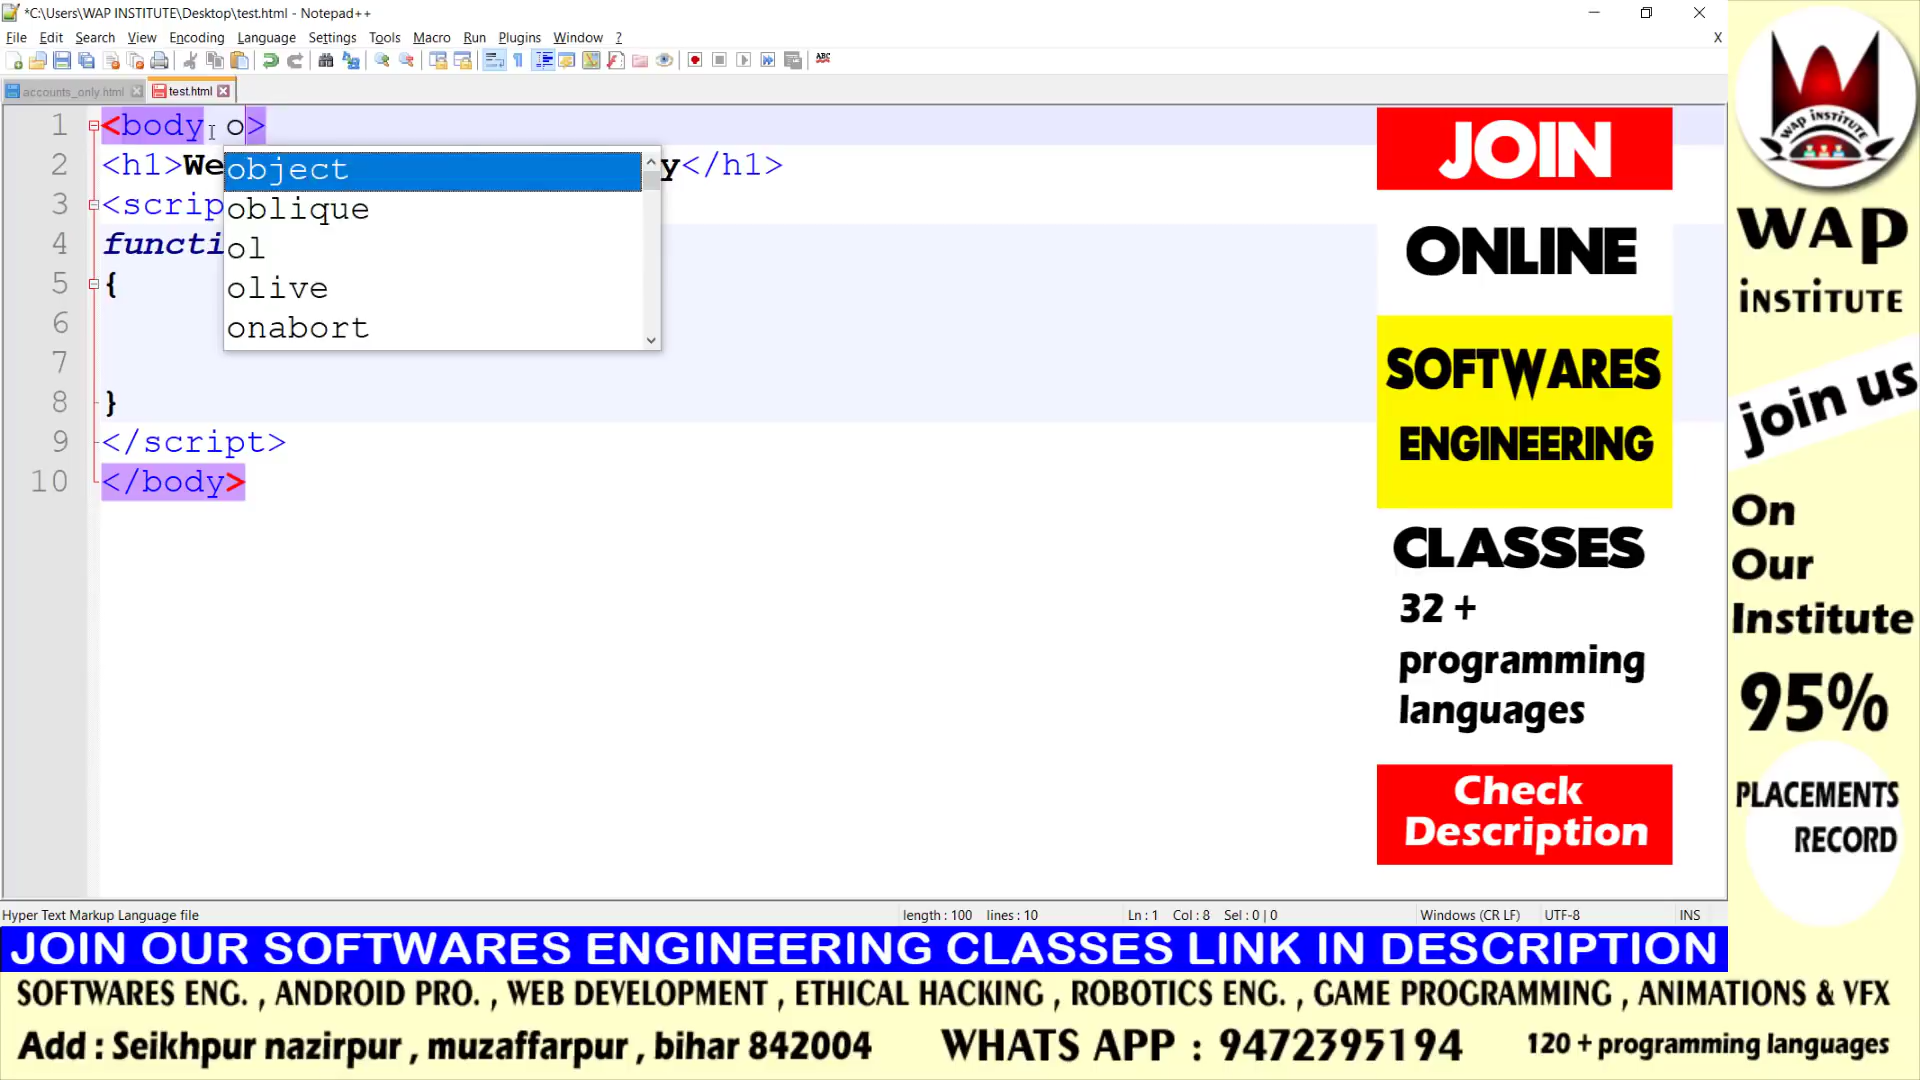 *C:\Users\WAP INSTITUTE\Desktop\test.html - Notepad++
File Edit Search View Encoding Language Settings Tools Macro Run Plugins Window ? X
accounts_only.html test.html
1 <body o>
2 <h1>We y</h1>
3 <scrip
4 functi
5 {
6
7
8 }
9 </script>
10 </body>
object
oblique
ol
olive
onabort
Hyper Text Markup Language file length : 100 lines : 10 Ln : 1 Col : 8 Sel : 0 | 0 Windows (CR LF) UTF-8 INS
JOIN
ONLINE
SOFTWARES
ENGINEERING
CLASSES
32 +
programming
languages
Check
Description
WAP INSTITUTE
WAP
INSTITUTE
join us
On
Our
Institute
95%
PLACEMENTS
RECORD
JOIN OUR SOFTWARES ENGINEERING CLASSES LINK IN DESCRIPTION
SOFTWARES ENG. , ANDROID PRO. , WEB DEVELOPMENT , ETHICAL HACKING , ROBOTICS ENG. , GAME PROGRAMMING , ANIMATIONS & VFX
Add : Seikhpur nazirpur , muzaffarpur , bihar 842004 WHATS APP : 9472395194 120 + programming languages